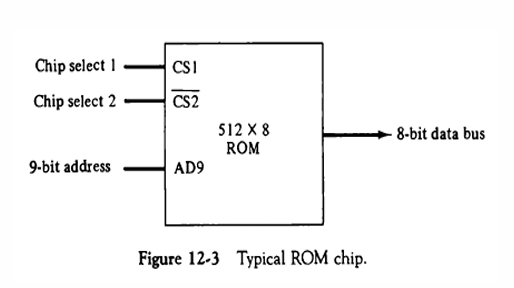 Chip select 1
CS1
Chip select 2
C̅S̅2̅
512 X 8
ROM
8-bit data bus
9-bit address
AD9
Figure 12-3 Typical ROM chip.